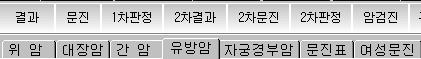 결과 문진 1차판정 2차결과 2차문진 2차판정 암검진
위 암 대장암 간 암 유방암 자궁경부암 문진표 여성문진